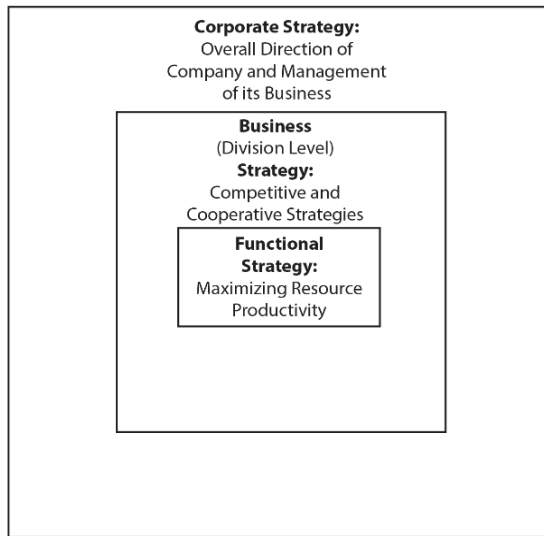 Corporate Strategy:
Overall Direction of
Company and Management
of its Business
Business
(Division Level)
Strategy:
Competitive and
Cooperative Strategies
Functional
Strategy:
Maximizing Resource
Productivity